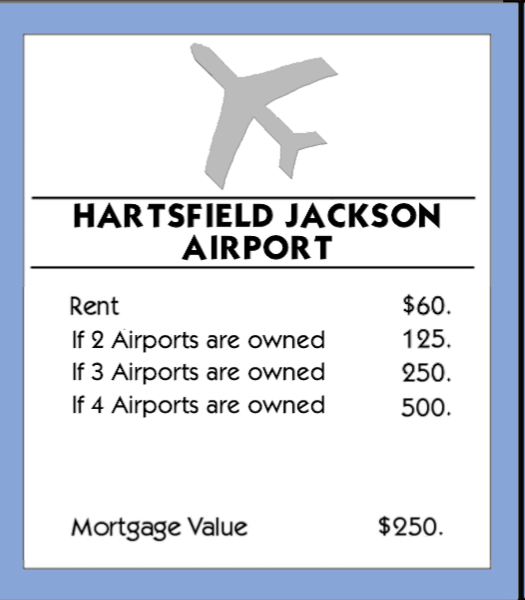 HARTSFIELD JACKSON
AIRPORT
Rent $60.
If 2 Airports are owned 125.
If 3 Airports are owned 250.
If 4 Airports are owned 500.
Mortgage Value $250.